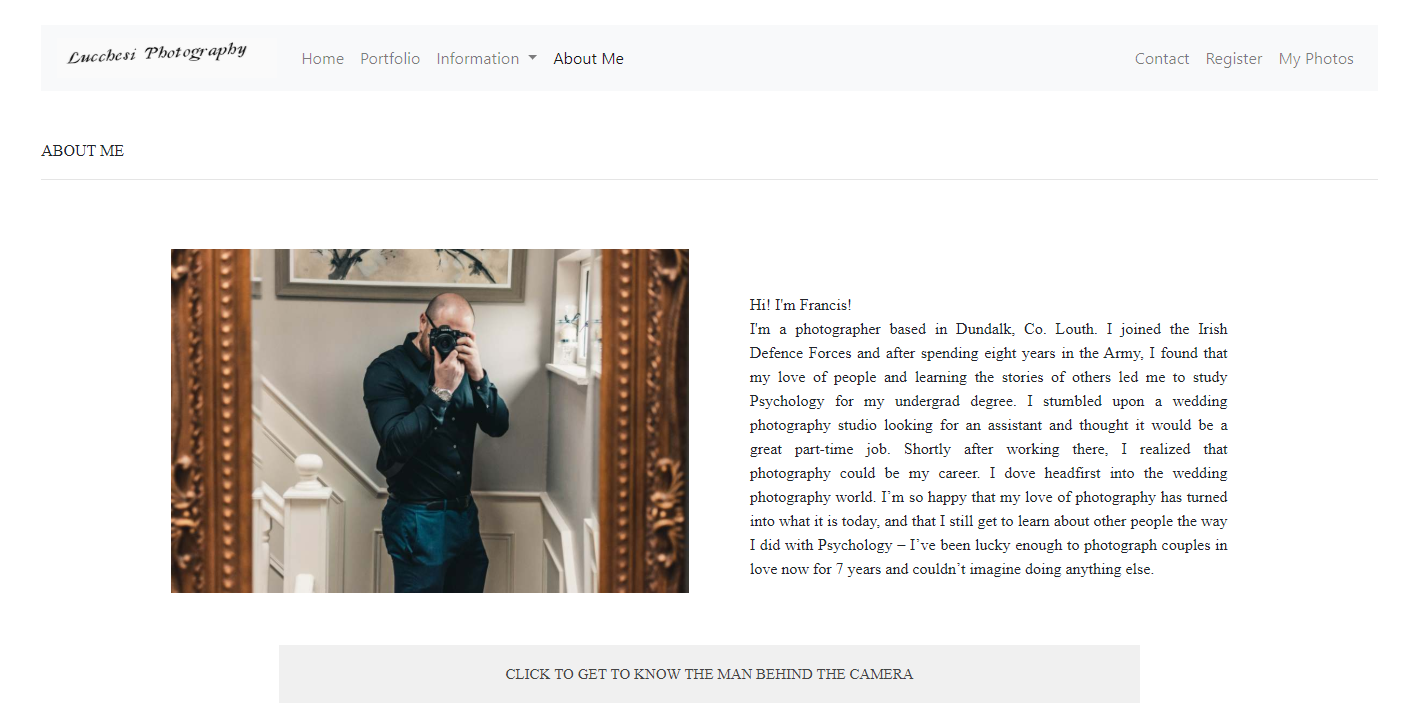 Lucchesi Photography Home Portfolio Information About Me Contact Register My Photos
ABOUT ME
Hi! I'm Francis!
I'm a photographer based in Dundalk, Co. Louth. I joined the Irish
Defence Forces and after spending eight years in the Army, I found that
my love of people and learning the stories of others led me to study
Psychology for my undergrad degree. I stumbled upon a wedding
photography studio looking for an assistant and thought it would be a
great part-time job. Shortly after working there, I realized that
photography could be my career. I dove headfirst into the wedding
photography world. I’m so happy that my love of photography has turned
into what it is today, and that I still get to learn about other people the way
I did with Psychology – I’ve been lucky enough to photograph couples in
love now for 7 years and couldn’t imagine doing anything else.
CLICK TO GET TO KNOW THE MAN BEHIND THE CAMERA